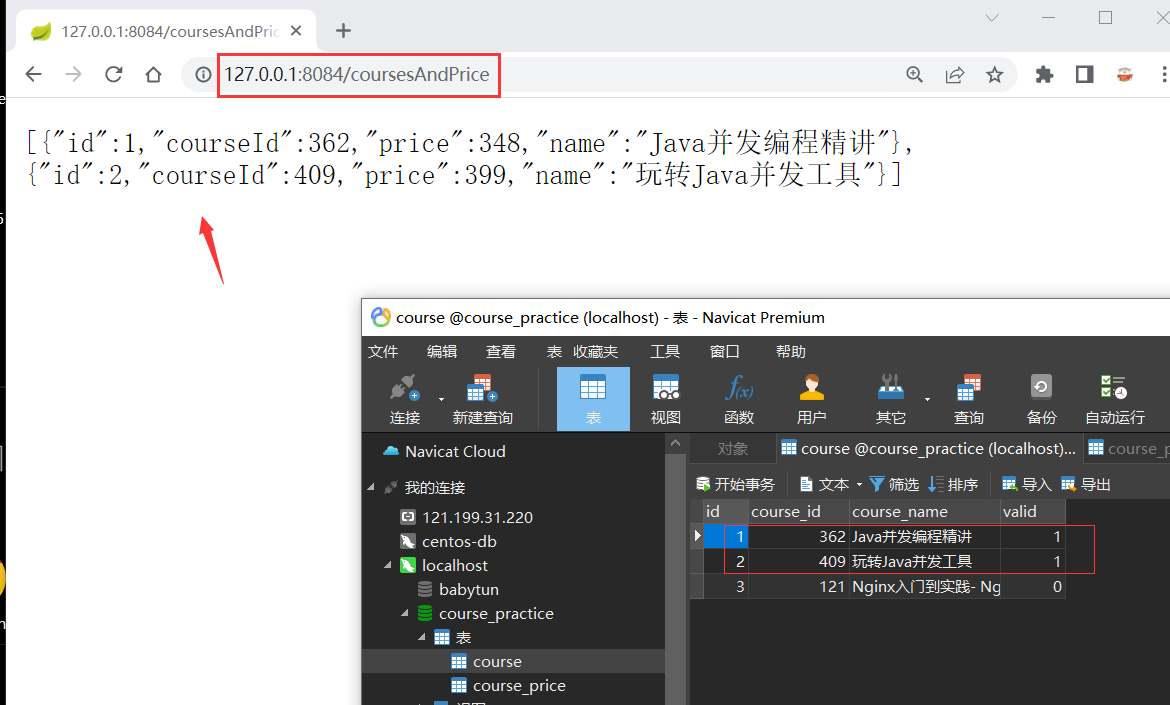 127.0.0.1:8084/coursesAndPric
127.0.0.1:8084/coursesAndPrice
[{"id":1,"courseId":362,"price":348,"name":"Java并发编程精讲"},
{"id":2,"courseId":409,"price":399,"name":"玩转Java并发工具"}]
course @course_practice (localhost) - 表 - Navicat Premium
文件 编辑 查看 表 收藏夹 工具 窗口 帮助
连接 新建查询 表 视图 函数 用户 其它 查询 备份 自动运行
Navicat Cloud
我的连接
121.199.31.220
centos-db
localhost
babytun
course_practice
表
course
course_price
对象 course @course_practice (localhost)... course_p
开始事务 文本 筛选 排序 导入 导出
id course_id course_name valid
1 362 Java并发编程精讲 1
2 409 玩转Java并发工具 1
3 121 Nginx入门到实践- Ng 0